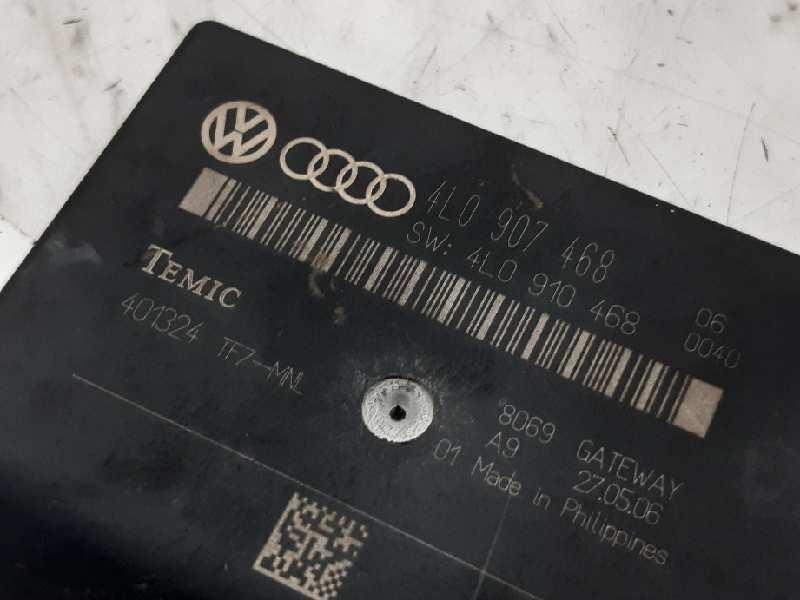 4L0 907 468
SW: 4L0 910 468 06
0040
TEMIC
401324 TF7-MNL
8069 GATEWAY
A9 27.05.06
01 Made in Philippines